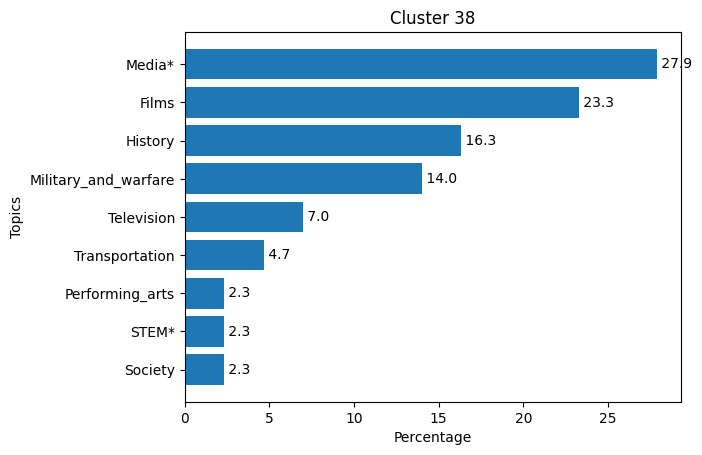 Cluster 38
Media* 27.9
Films 23.3
History 16.3
Military_and_warfare 14.0
Television 7.0
Transportation 4.7
Performing_arts 2.3
STEM* 2.3
Society 2.3
Topics
0 5 10 15 20 25
Percentage